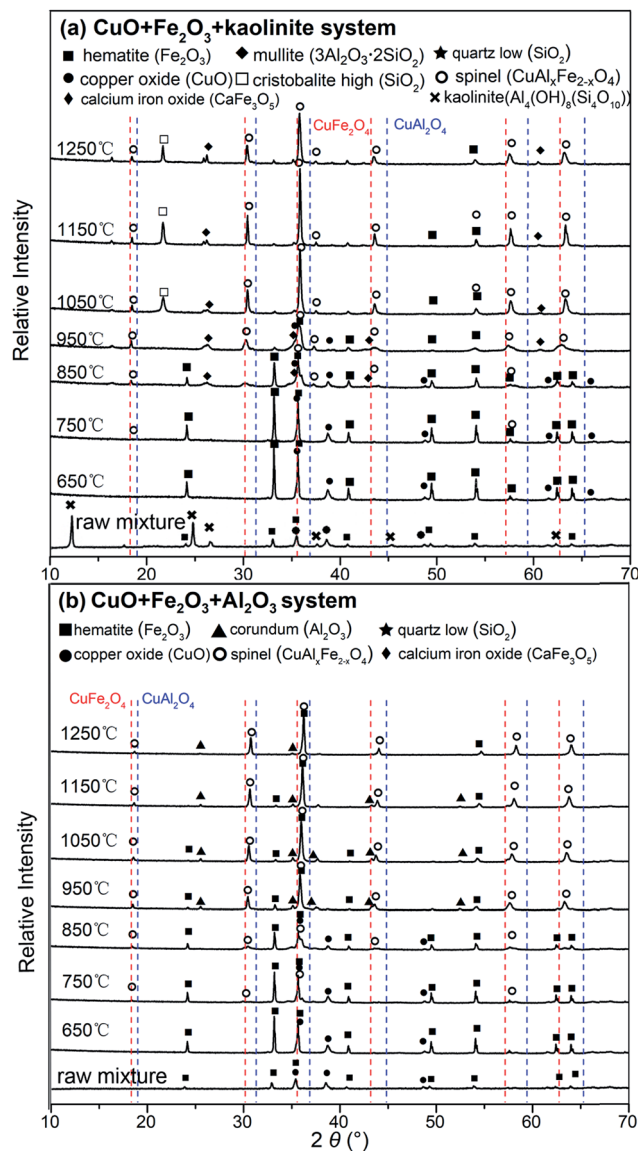 (a) CuO+Fe₂O₃+kaolinite system
■ hematite (Fe₂O₃) ◆ mullite (3Al₂O₃·2SiO₂) ★ quartz low (SiO₂)
● copper oxide (CuO) □ cristobalite high (SiO₂) ○ spinel (CuAlₓFe₂₋ₓO₄)
♦ calcium iron oxide (CaFe₃O₅) ✖ kaolinite(Al₄(OH)₈(Si₄O₁₀))
CuFe₂O₄ CuAl₂O₄
1250℃
1150℃
1050℃
950℃
850℃
750℃
650℃
raw mixture
Relative Intensity
10 20 30 40 50 60 70
(b) CuO+Fe₂O₃+Al₂O₃ system
■ hematite (Fe₂O₃) ▲ corundum (Al₂O₃) ★ quartz low (SiO₂)
● copper oxide (CuO) ○ spinel (CuAlₓFe₂₋ₓO₄) ♦ calcium iron oxide (CaFe₃O₅)
CuFe₂O₄ CuAl₂O₄
1250℃
1150℃
1050℃
950℃
850℃
750℃
650℃
raw mixture
Relative Intensity
10 20 30 40 50 60 70
2 θ (°)